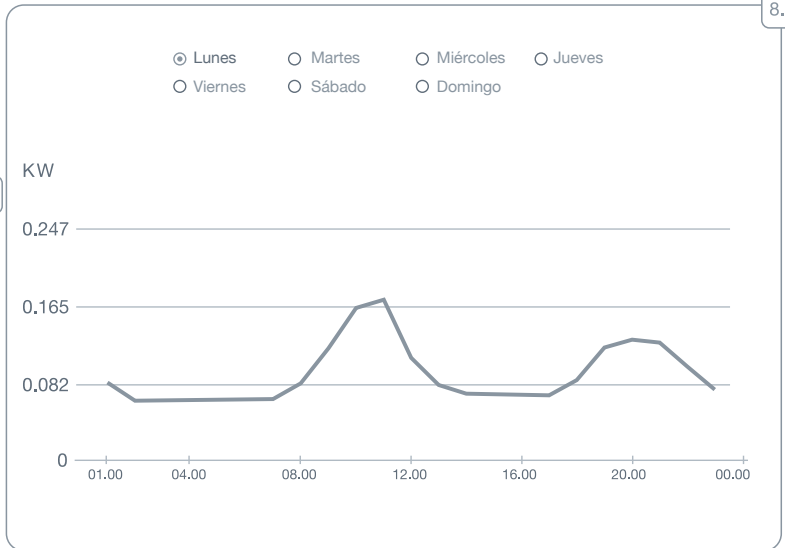 8.
Lunes Martes Miércoles Jueves
Viernes Sábado Domingo
KW
0.247
0.165
0.082
0
01.00 04.00 08.00 12.00 16.00 20.00 00.00